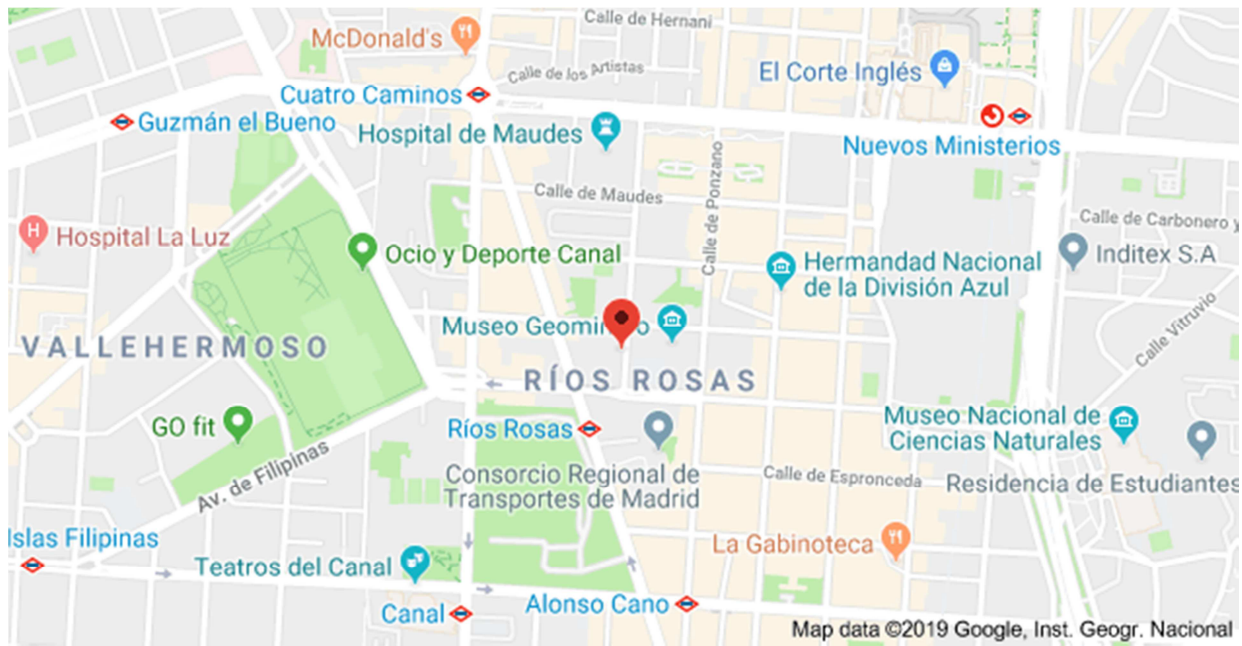 Calle de Hernani
McDonald's
Calle de los Artistas
El Corte Inglés
Cuatro Caminos
Guzmán el Bueno
Hospital de Maudes
Nuevos Ministerios
Calle de Maudes
Calle de Ponzano
Calle de Carbonero y
Hospital La Luz
Ocio y Deporte Canal
Inditex S.A
Hermandad Nacional
de la División Azul
Calle Vitruvio
Museo Geominero
VALLEHERMOSO
RÍOS ROSAS
GO fit
Ríos Rosas
Museo Nacional de
Ciencias Naturales
Av. de Filipinas
Consorcio Regional de
Transportes de Madrid
Calle de Espronceda
Residencia de Estudiantes
Islas Filipinas
La Gabinoteca
Teatros del Canal
Canal
Alonso Cano
Map data ©2019 Google, Inst. Geogr. Nacional